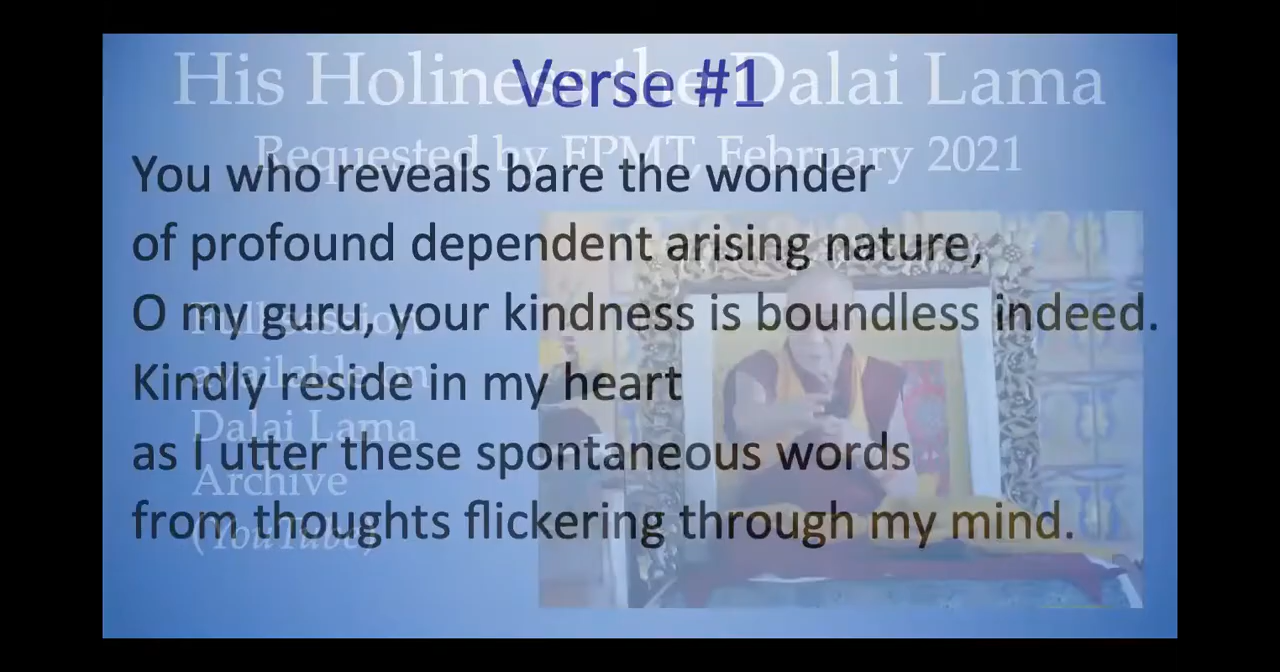 His Holiness the Dalai Lama
Requested by FPMT, February 2021
Full session
available on
Dalai Lama
Archive
(YouTube)
Verse #1
You who reveals bare the wonder
of profound dependent arising nature,
O my guru, your kindness is boundless indeed.
Kindly reside in my heart
as I utter these spontaneous words
from thoughts flickering through my mind.